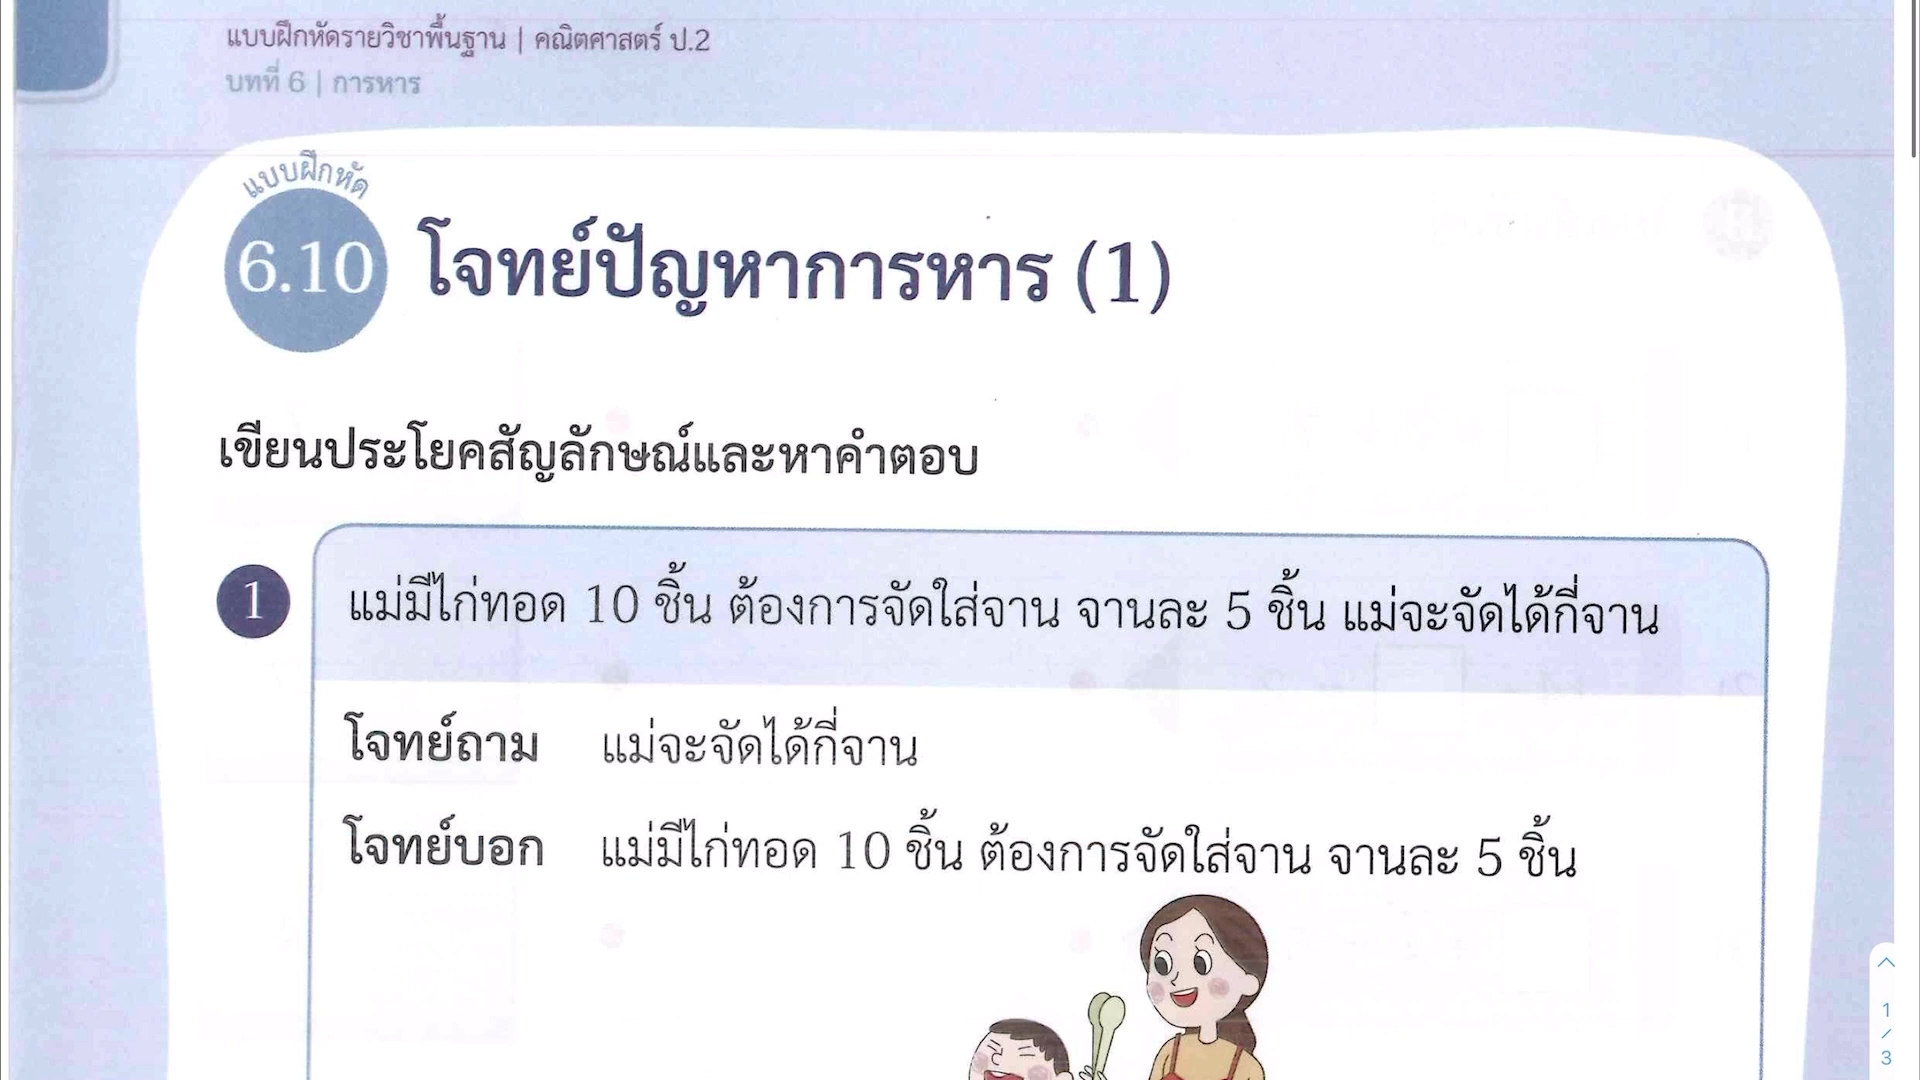 แบบฝึกหัดรายวิชาพื้นฐาน | คณิตศาสตร์ ป.2
บทที่ 6 | การหาร
แบบฝึกหัด
6.10 โจทย์ปัญหาการหาร (1)
เขียนประโยคสัญลักษณ์และหาคำตอบ
1 แม่มีไก่ทอด 10 ชิ้น ต้องการจัดใส่จาน จานละ 5 ชิ้น แม่จะจัดได้กี่จาน
โจทย์ถาม แม่จะจัดได้กี่จาน
โจทย์บอก แม่มีไก่ทอด 10 ชิ้น ต้องการจัดใส่จาน จานละ 5 ชิ้น
1
/
3